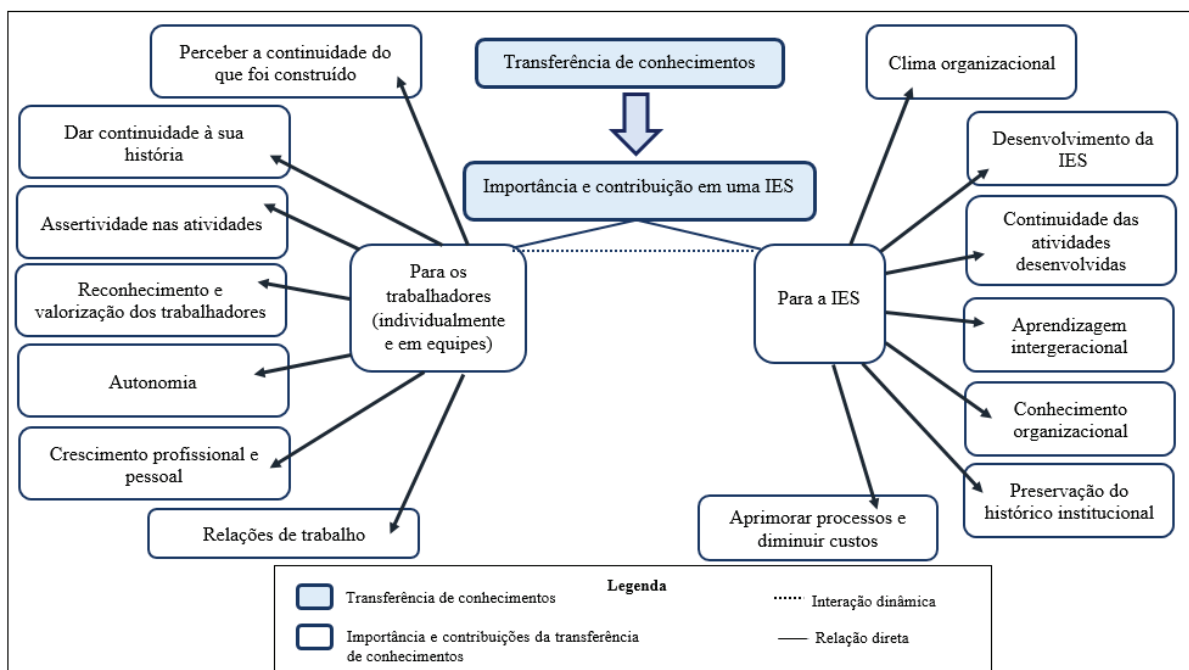 Transferência de conhecimentos
Importância e contribuição em uma IES
Perceber a continuidade do
que foi construído
Dar continuidade à sua
história
Assertividade nas atividades
Reconhecimento e
valorização dos trabalhadores
Autonomia
Crescimento profissional e
pessoal
Relações de trabalho
Para os
trabalhadores
(individualmente
e em equipes)
Para a IES
Clima organizacional
Desenvolvimento da
IES
Continuidade das
atividades
desenvolvidas
Aprendizagem
intergeracional
Conhecimento
organizacional
Preservação do
histórico institucional
Aprimorar processos e
diminuir custos
Legenda
Transferência de conhecimentos
Importância e contribuições da transferência
de conhecimentos
Interação dinâmica
Relação direta